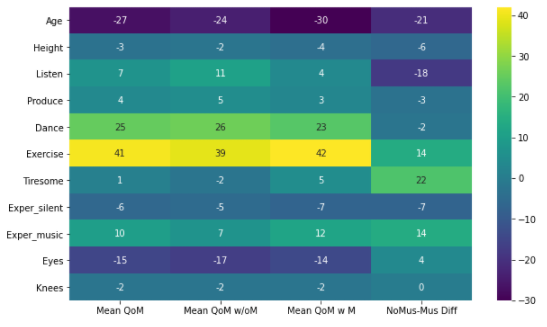 Age -27 -24 -30 -21
Height -3 -2 -4 -6
Listen 7 11 4 -18
Produce 4 5 3 -3
Dance 25 26 23 -2
Exercise 41 39 42 14
Tiresome 1 -2 5 22
Exper_silent -6 -5 -7 -7
Exper_music 10 7 12 14
Eyes -15 -17 -14 4
Knees -2 -2 -2 0
Mean QoM Mean QoM w/oM Mean QoM w M NoMus-Mus Diff
40
30
20
10
0
−10
−20
−30